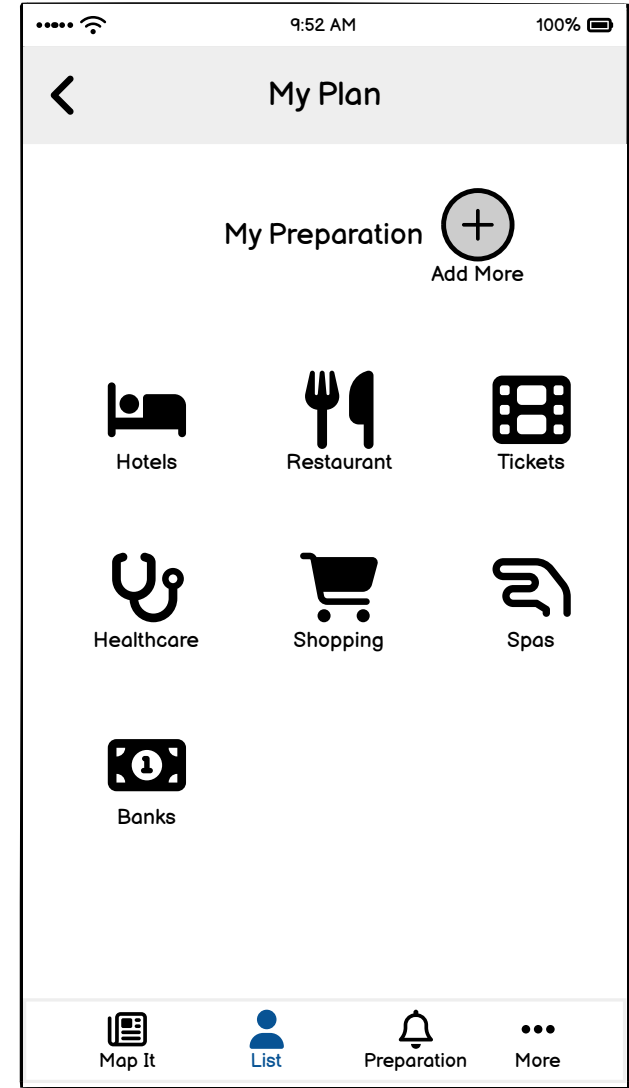 9:52 AM 100%
My Plan
My Preparation
Add More
Hotels Restaurant Tickets
Healthcare Shopping Spas
1
Banks
Map It List Preparation More